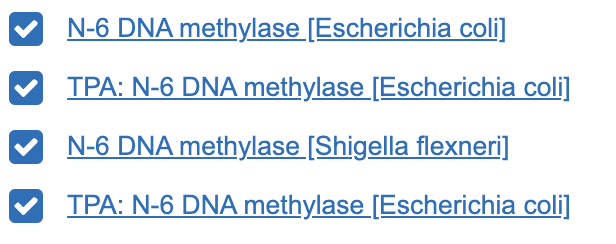 N-6 DNA methylase [Escherichia coli]
TPA: N-6 DNA methylase [Escherichia coli]
N-6 DNA methylase [Shigella flexneri]
TPA: N-6 DNA methylase [Escherichia coli]